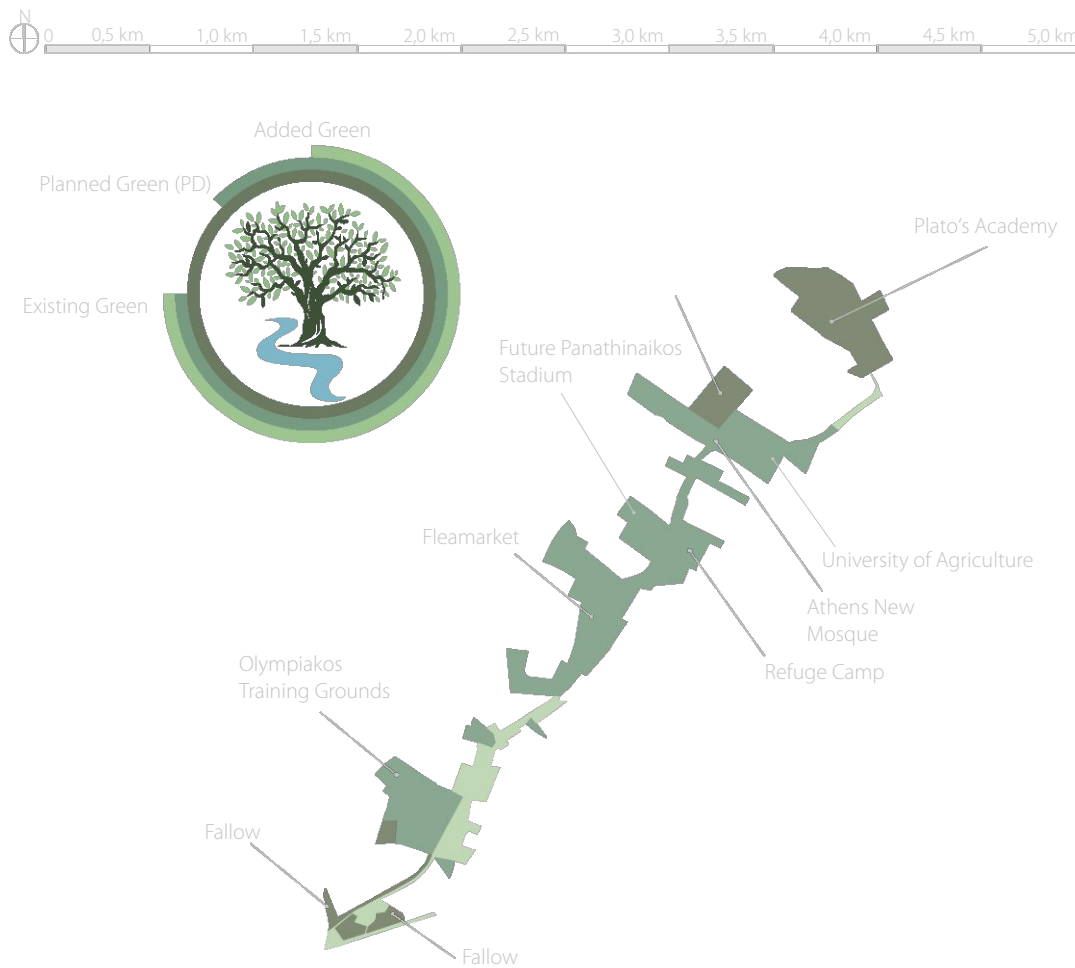 N
0 0,5 km 1,0 km 1,5 km 2,0 km 2,5 km 3,0 km 3,5 km 4,0 km 4,5 km 5,0 km
Added Green
Planned Green (PD)
Existing Green
Plato's Academy
Future Panathinaikos
Stadium
Fleamarket
University of Agriculture
Athens New
Mosque
Refuge Camp
Olympiakos
Training Grounds
Fallow
Fallow